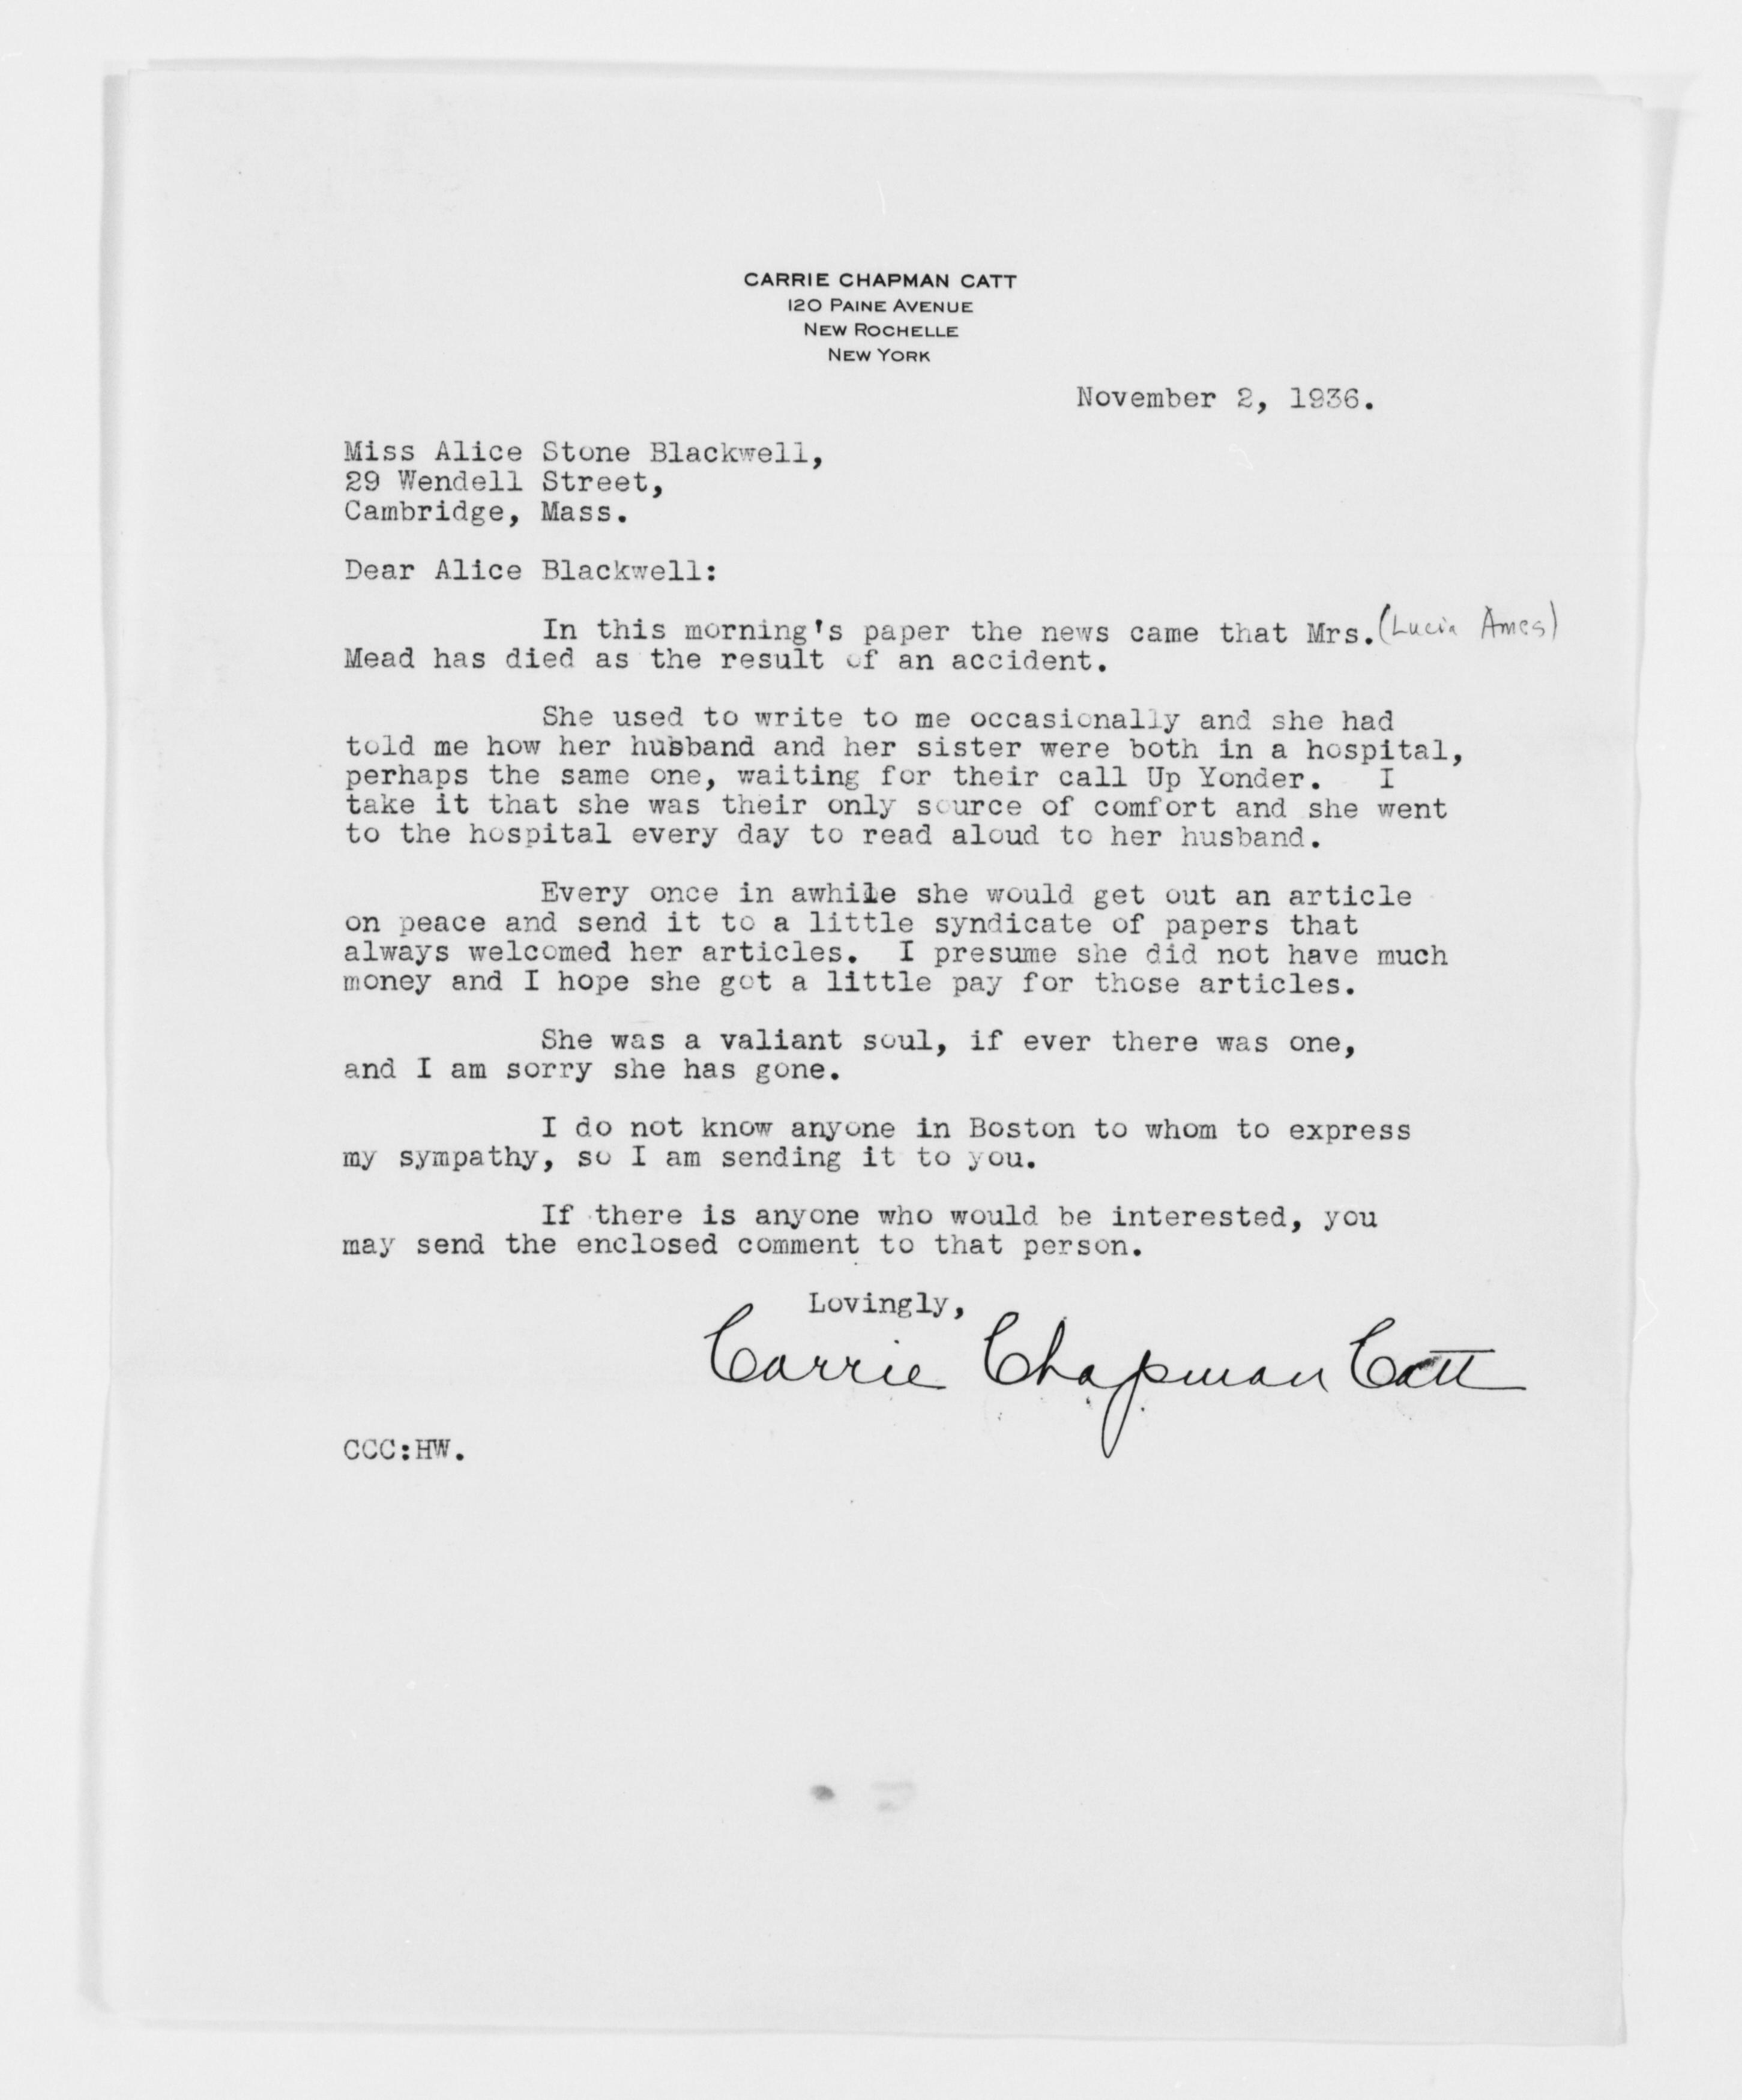 CARRIE CHAPMAN CATT
120 PAINE AVENUE
NEW ROCHELLE
NEW YORK
November 2, 1936.
Miss Alice Stone Blackwell,
29 Wendell Street,
Cambridge, Mass.
Dear Alice Blackwell:
In this morning's paper the news came that Mrs. (Lucia Ames)
Mead has died as the result of an accident.
She used to write to me occasionally and she had
told me how her husband and her sister were both in a hospital,
perhaps the same one, waiting for their call Up Yonder. I
take it that she was their only source of comfort and she went
to the hospital every day to read aloud to her husband.
Every once in awhile she would get out an article
on peace and send it to a little syndicate of papers that
always welcomed her articles. I presume she did not have much
money and I hope she got a little pay for those articles.
She was a valiant soul, if ever there was one,
and I am sorry she has gone.
I do not know anyone in Boston to whom to express
my sympathy, so I am sending it to you.
If there is anyone who would be interested, you
may send the enclosed comment to that person.
Lovingly,
Carrie Chapman Catt
CCC:HW.